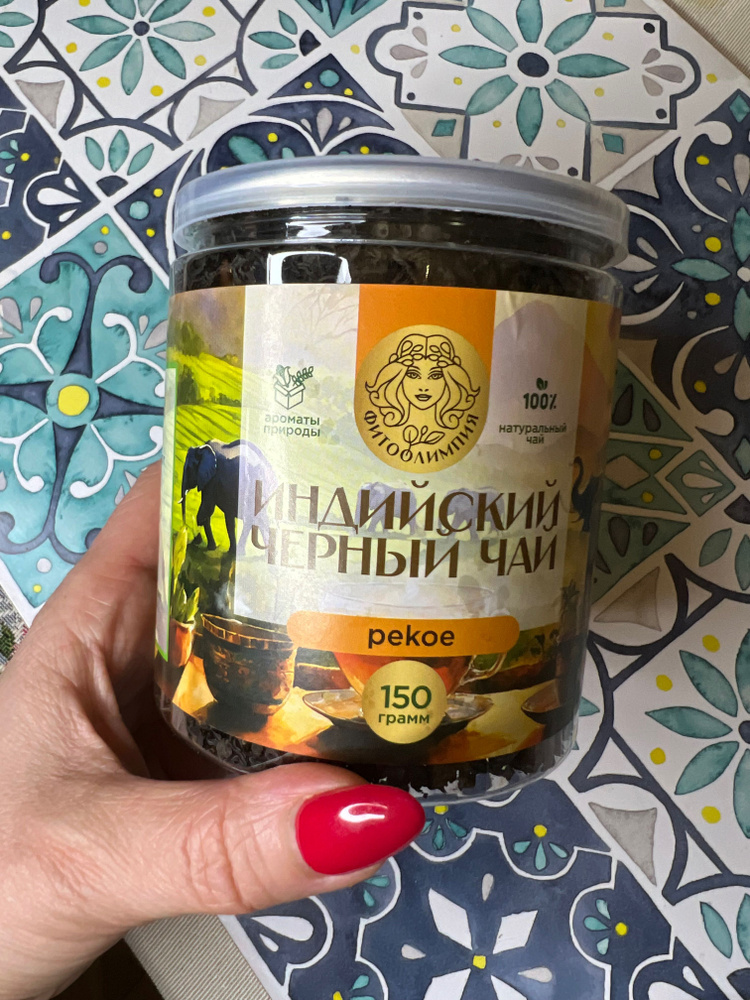 ФИТООЛИМПИЯ
ароматы
природы
100%
натуральный
чай
ИНДИЙСКИЙ
ЧЕРНЫЙ ЧАЙ
pekoe
150
грамм